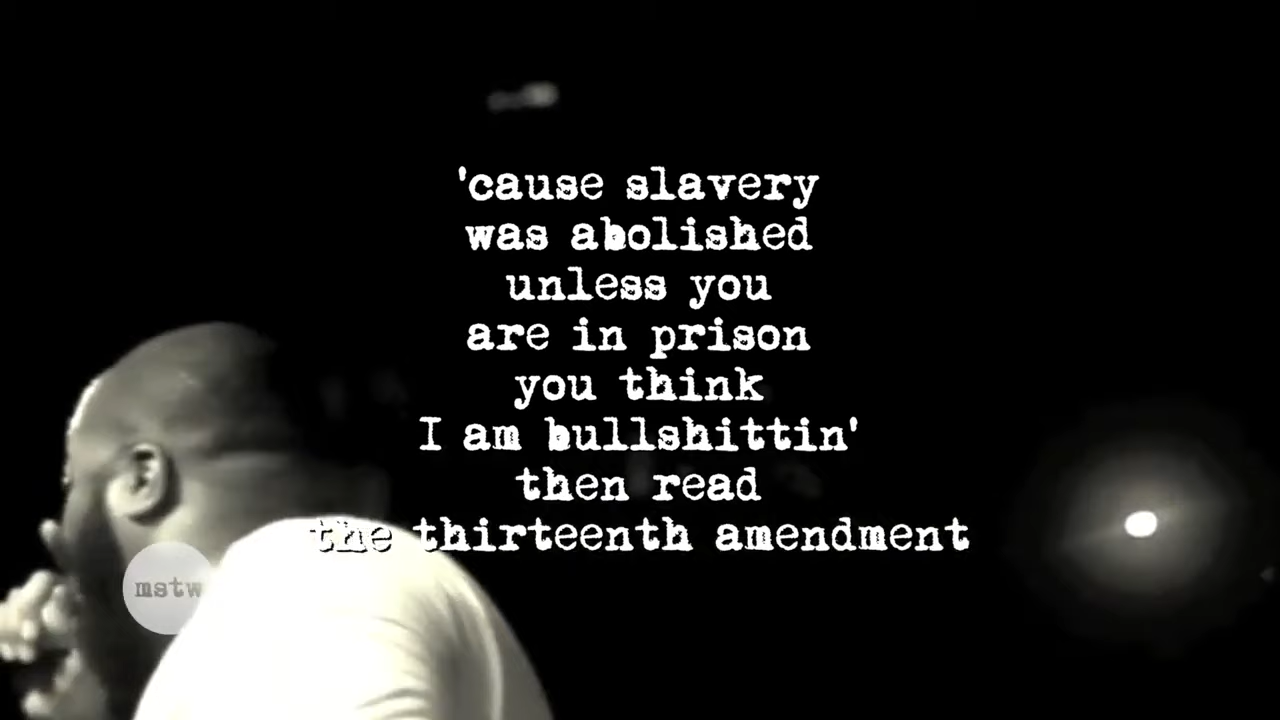 'cause slavery
was abolished
unless you
are in prison
you think
I am bullshittin'
then read
the thirteenth amendment
mstw